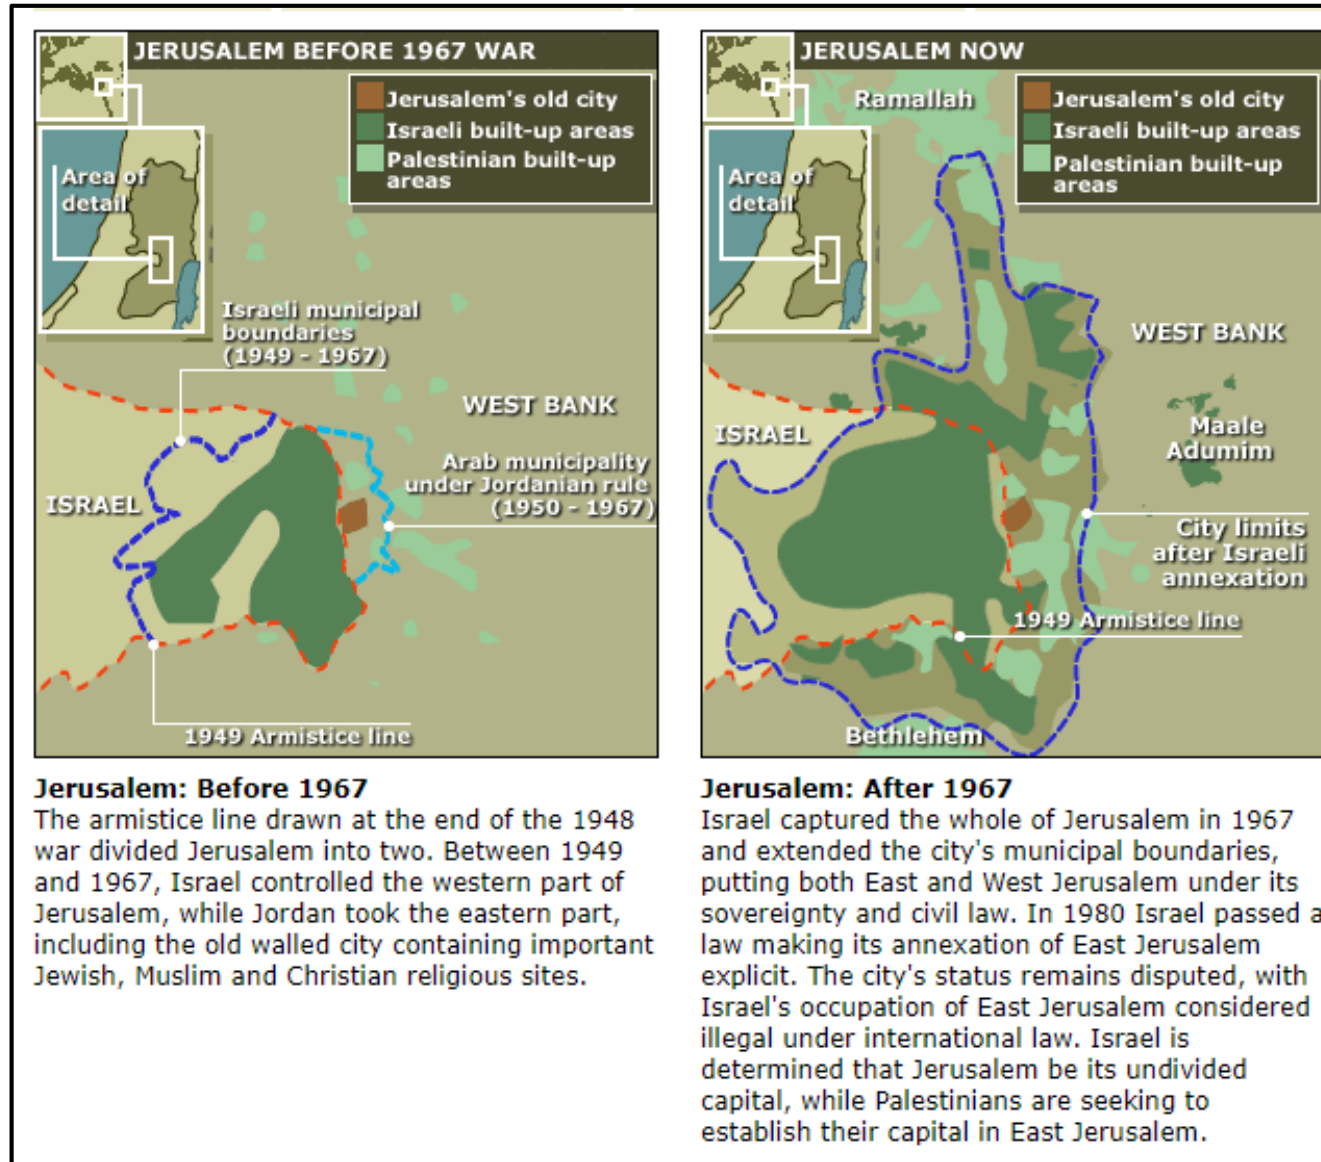 JERUSALEM BEFORE 1967 WAR
Jerusalem's old city
Israeli built-up areas
Palestinian built-up
areas
Area of
detail
Israeli municipal
boundaries
(1949 - 1967)
WEST BANK
Arab municipality
under Jordanian rule
(1950 - 1967)
ISRAEL
1949 Armistice line
Jerusalem: Before 1967
The armistice line drawn at the end of the 1948
war divided Jerusalem into two. Between 1949
and 1967, Israel controlled the western part of
Jerusalem, while Jordan took the eastern part,
including the old walled city containing important
Jewish, Muslim and Christian religious sites.
JERUSALEM NOW
Ramallah
Jerusalem's old city
Israeli built-up areas
Palestinian built-up
areas
Area of
detail
WEST BANK
ISRAEL
Maale
Adumim
City limits
after Israeli
annexation
1949 Armistice line
Bethlehem
Jerusalem: After 1967
Israel captured the whole of Jerusalem in 1967
and extended the city's municipal boundaries,
putting both East and West Jerusalem under its
sovereignty and civil law. In 1980 Israel passed a
law making its annexation of East Jerusalem
explicit. The city's status remains disputed, with
Israel's occupation of East Jerusalem considered
illegal under international law. Israel is
determined that Jerusalem be its undivided
capital, while Palestinians are seeking to
establish their capital in East Jerusalem.